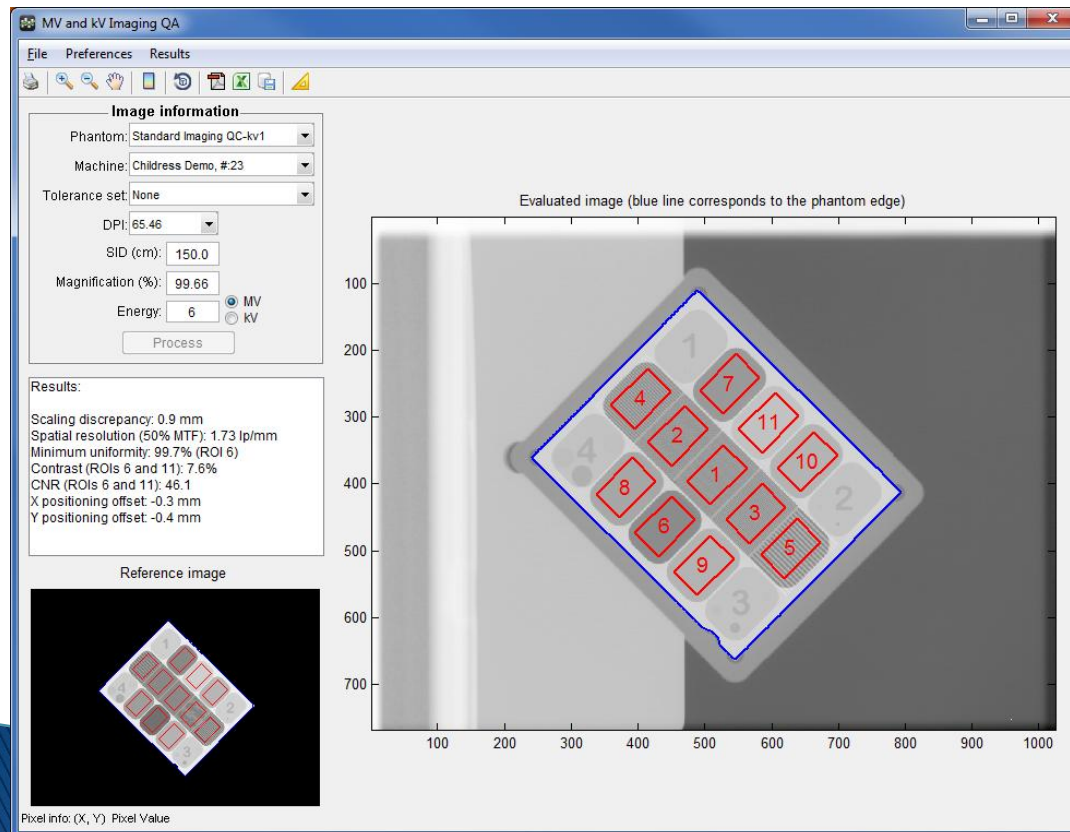 MV and kV Imaging QA
File Preferences Results
Image information
Phantom: Standard Imaging QC-kv1
Machine: Childress Demo, #:23
Tolerance set: None
DPI: 65.46
SID (cm): 150.0
Magnification (%): 99.66
Energy: 6 MV
kV
Process
Results:
Scaling discrepancy: 0.9 mm
Spatial resolution (50% MTF): 1.73 lp/mm
Minimum uniformity: 99.7% (ROI 6)
Contrast (ROIs 6 and 11): 7.6%
CNR (ROIs 6 and 11): 46.1
X positioning offset: -0.3 mm
Y positioning offset: -0.4 mm
Reference image
1
4
2
3
Pixel info: (X, Y) Pixel Value
Evaluated image (blue line corresponds to the phantom edge)
100
200
300
400
500
600
700
1
7
4
11
2
4
10
1
8
2
3
6
5
9
3
100 200 300 400 500 600 700 800 900 1000